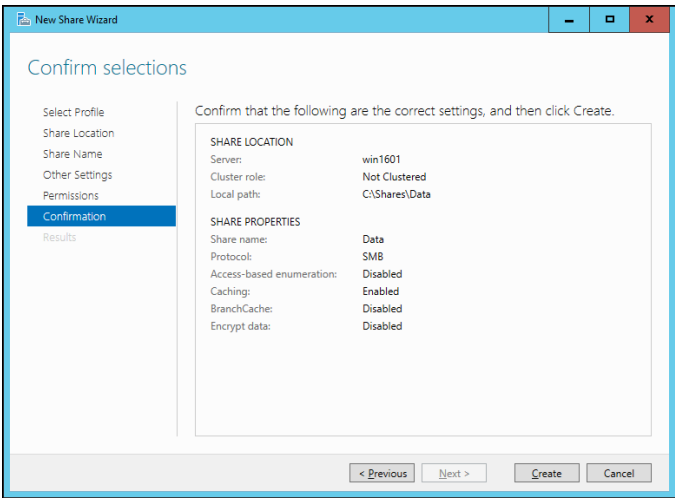 New Share Wizard
Confirm selections
Select Profile
Share Location
Share Name
Other Settings
Permissions
Confirmation
Results
Confirm that the following are the correct settings, and then click Create.
SHARE LOCATION
Server: win1601
Cluster role: Not Clustered
Local path: C:\Shares\Data
SHARE PROPERTIES
Share name: Data
Protocol: SMB
Access-based enumeration: Disabled
Caching: Enabled
BranchCache: Disabled
Encrypt data: Disabled
< Previous Next > Create Cancel